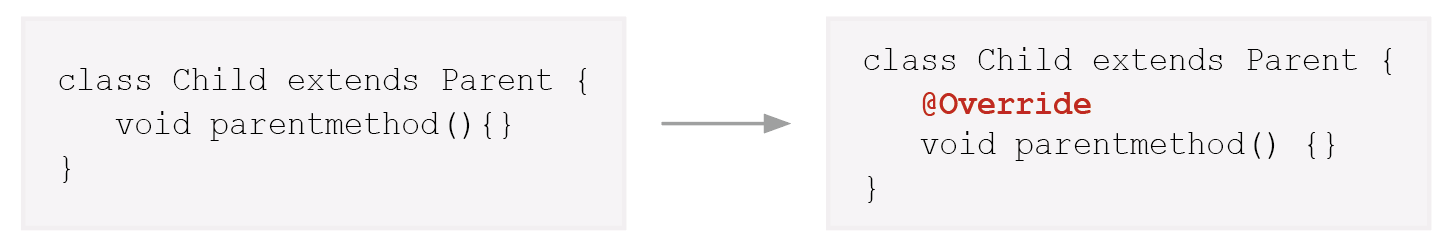 class Child extends Parent {
void parentmethod(){}
}
class Child extends Parent {
@Override
void parentmethod() {}
}